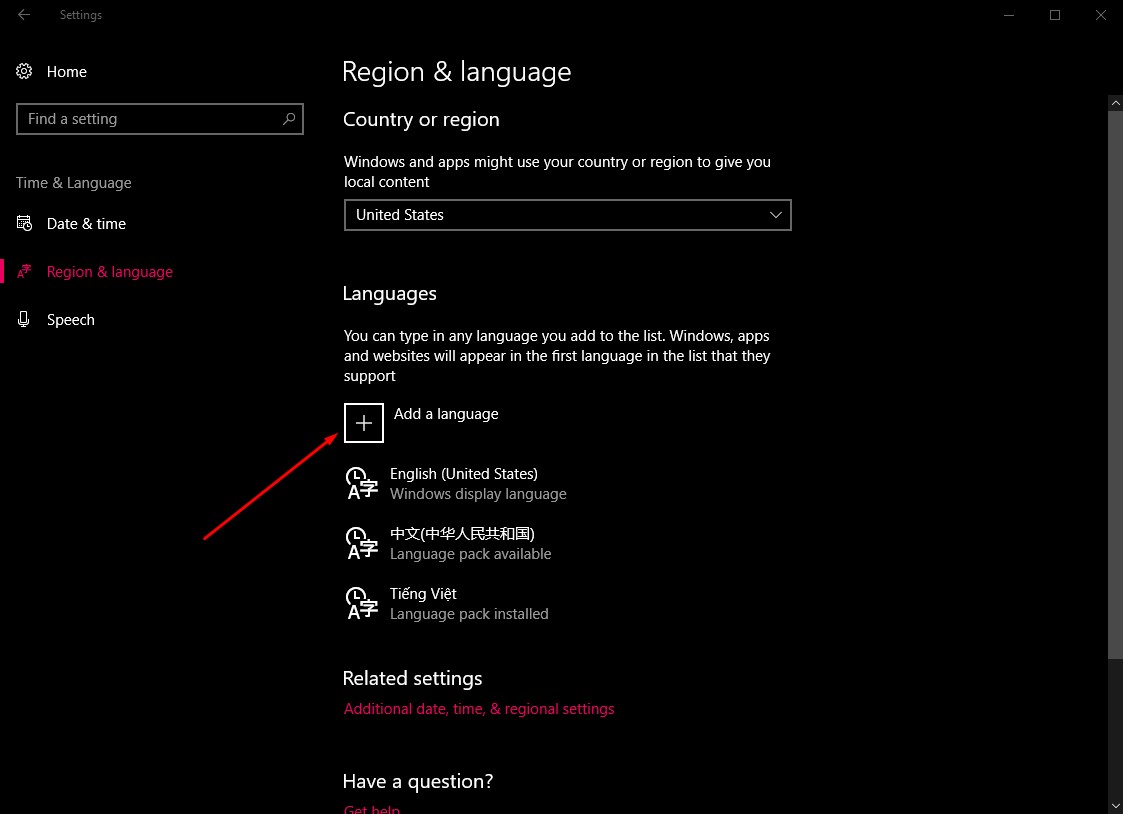 Settings
Home
Find a setting
Time & Language
Date & time
Region & language
Speech
Region & language
Country or region
Windows and apps might use your country or region to give you
local content
United States
Languages
You can type in any language you add to the list. Windows, apps
and websites will appear in the first language in the list that they
support
Add a language
English (United States)
Windows display language
中文(中华人民共和国)
Language pack available
Tiếng Việt
Language pack installed
Related settings
Additional date, time, & regional settings
Have a question?
Get help